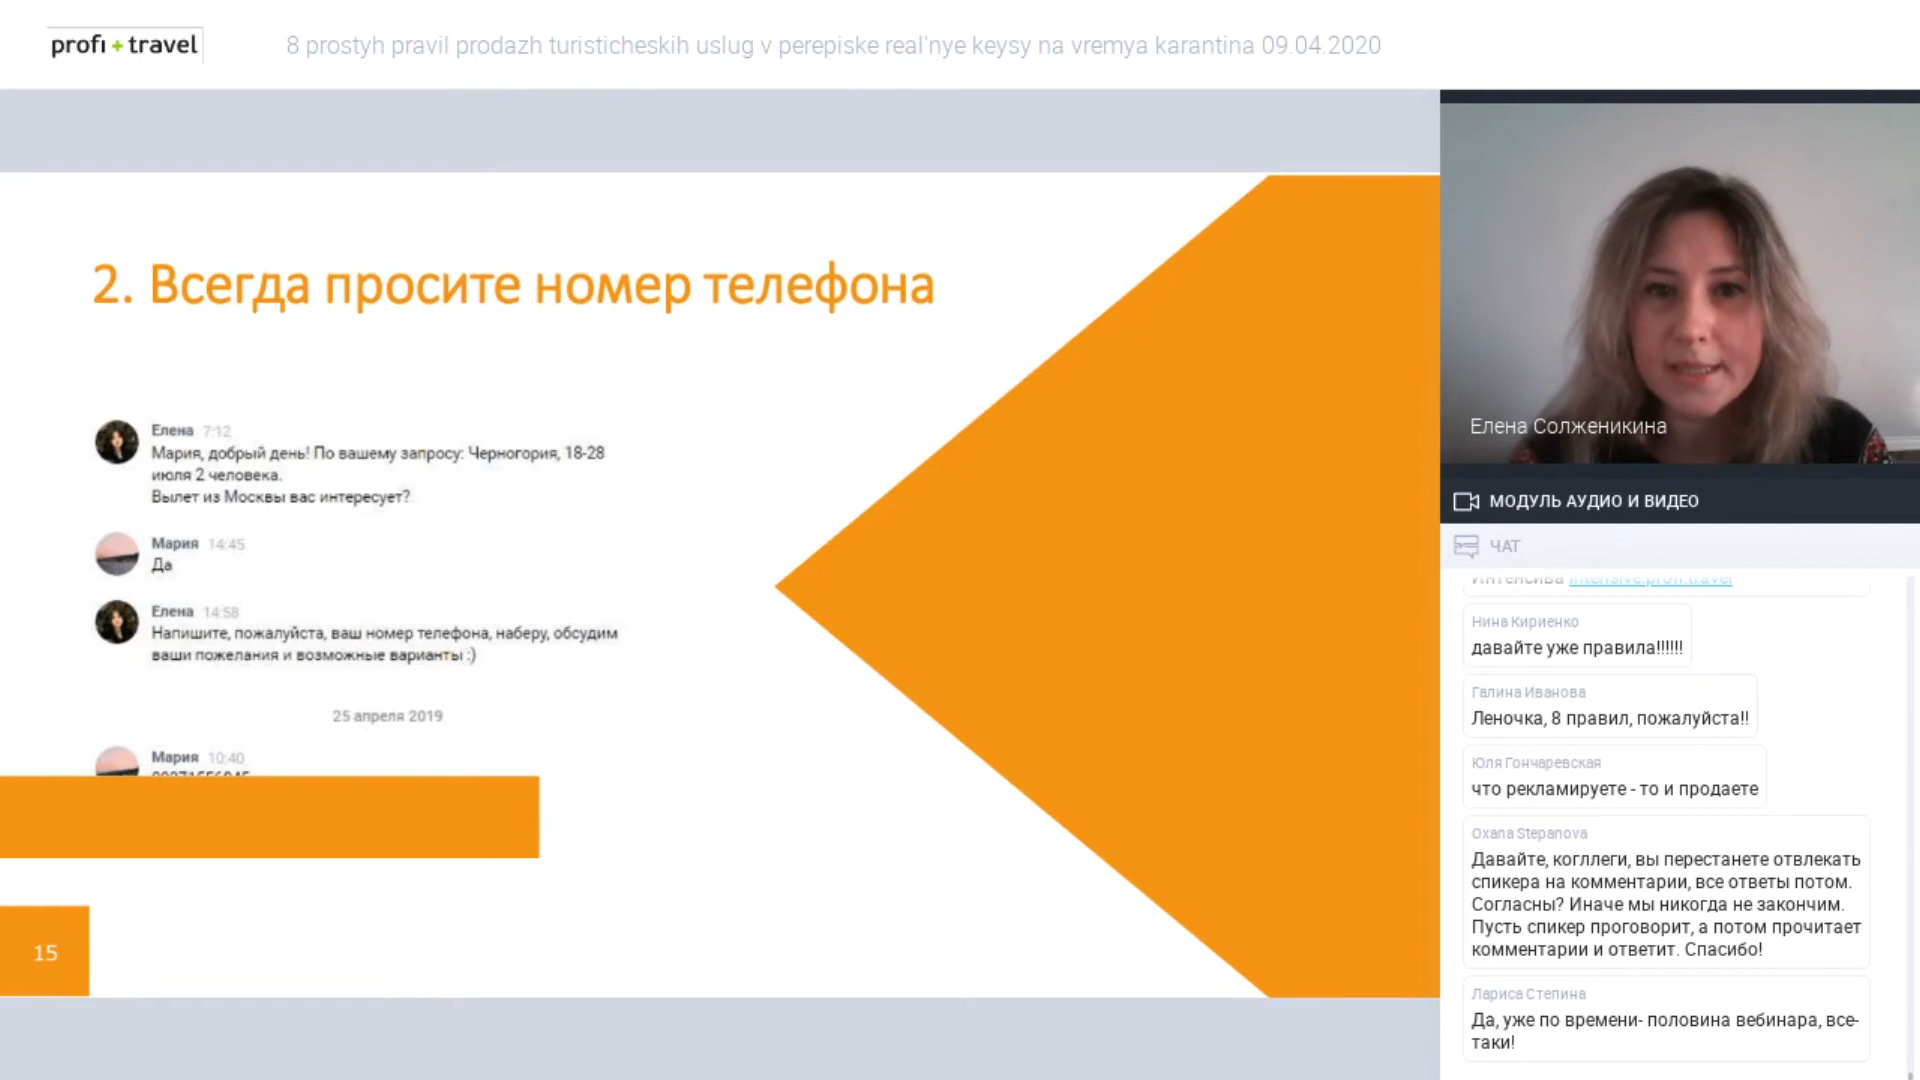 profi + travel
8 prostyh pravil prodazh turisticheskih uslug v perepiske real'nye keysy na vremya karantina 09.04.2020
2. Всегда просите номер телефона
Елена 7:12
Мария, добрый день! По вашему запросу: Черногория, 18-28
июля 2 человека.
Вылет из Москвы вас интересует?
Мария 14:45
Да
Елена 14:58
Напишите, пожалуйста, ваш номер телефона, наберу, обсудим
ваши пожелания и возможные варианты :)
25 апреля 2019
Мария 10:40
15
Елена Солженикина
МОДУЛЬ АУДИО И ВИДЕО
ЧАТ
Интенсива intensive.profi.travel
Нина Кириенко
давайте уже правила!!!!!!
Галина Иванова
Леночка, 8 правил, пожалуйста!!
Юля Гончаревская
что рекламируете - то и продаете
Oxana Stepanova
Давайте, когллеги, вы перестанете отвлекать
спикера на комментарии, все ответы потом.
Согласны? Иначе мы никогда не закончим.
Пусть спикер проговорит, а потом прочитает
комментарии и ответит. Спасибо!
Лариса Степина
Да, уже по времени- половина вебинара, все-
таки!